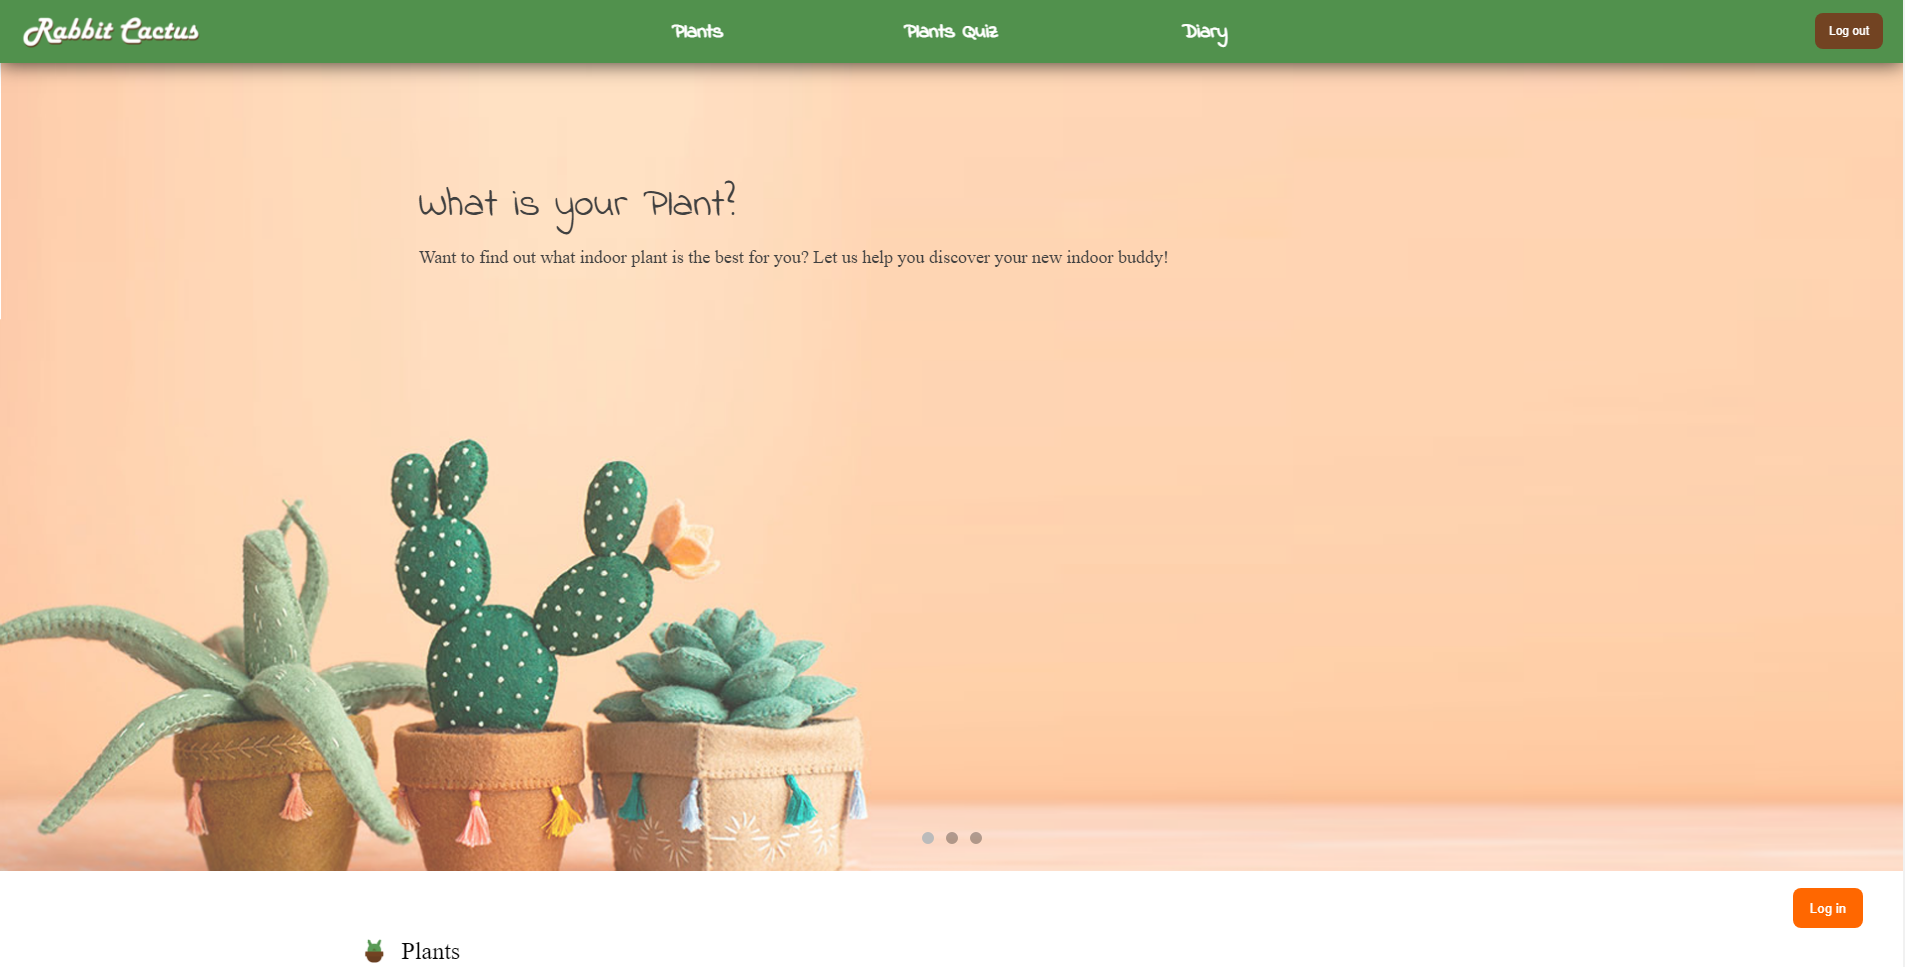 Rabbit Cactus
Plants
Plants Quiz
Diary
Log out
What is your Plant?
Want to find out what indoor plant is the best for you? Let us help you discover your new indoor buddy!
Log in
Plants